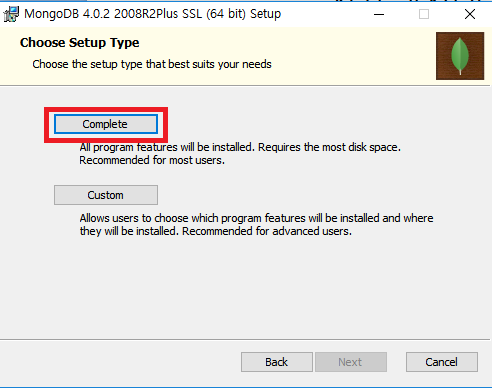 MongoDB 4.0.2 2008R2Plus SSL (64 bit) Setup
Choose Setup Type
Choose the setup type that best suits your needs
Complete
All program features will be installed. Requires the most disk space.
Recommended for most users.
Custom
Allows users to choose which program features will be installed and where
they will be installed. Recommended for advanced users.
Back
Next
Cancel